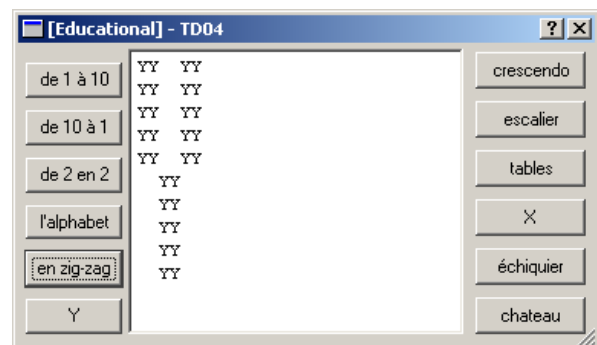 [Educational] - TD04
de 1 à 10
de 10 à 1
de 2 en 2
l'alphabet
en zig-zag
Y
YY  YY
YY  YY
YY  YY
YY  YY
YY  YY
  YY
  YY
  YY
  YY
  YY
crescendo
escalier
tables
X
échiquier
chateau